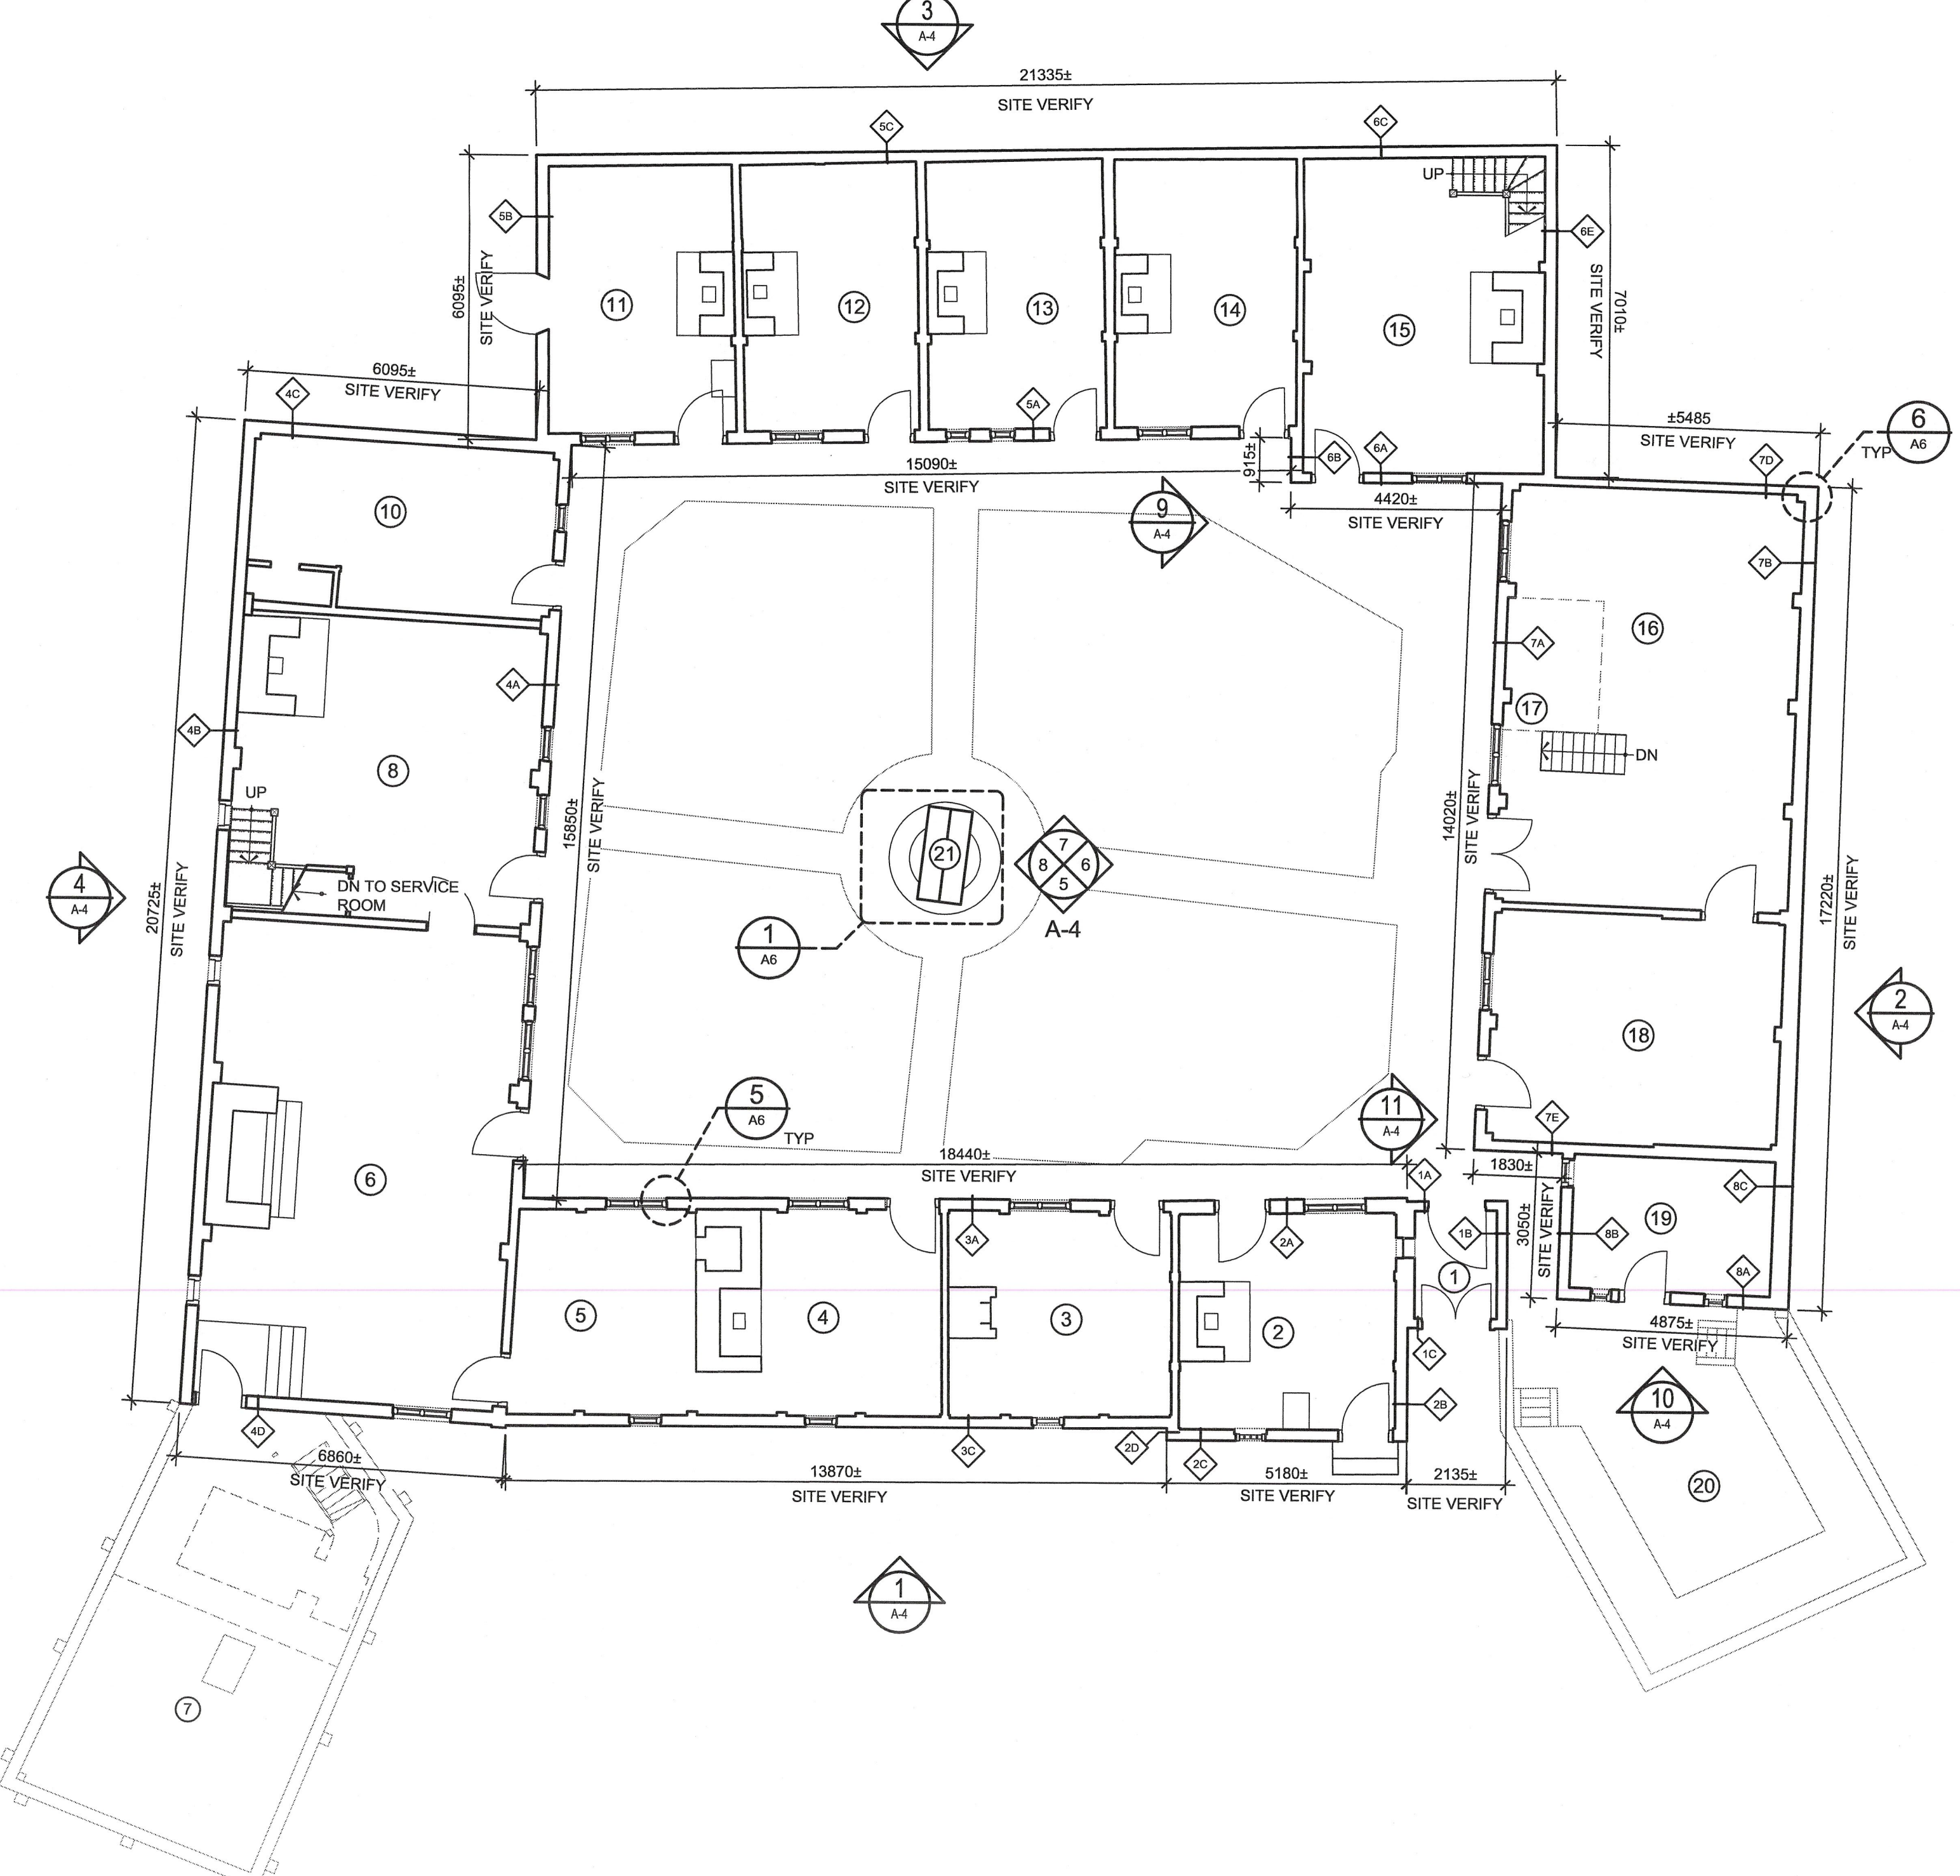 3
A-4
21335±
SITE VERIFY
5C
6C
UP
5B
6E
6095±
SITE VERIFY
7010±
SITE VERIFY
11
12
13
14
15
6095±
SITE VERIFY
4C
5A
6B
6A
915±
±5485
SITE VERIFY
6
A6
TYP
7D
15090±
SITE VERIFY
4420±
SITE VERIFY
10
9
A-4
7B
16
7A
4A
17
4B
8
DN
UP
15850±
SITE VERIFY
14020±
SITE VERIFY
21
7
8
6
5
A-4
4
A-4
DN TO SERVICE
ROOM
20725±
SITE VERIFY
17220±
SITE VERIFY
1
A6
2
A-4
18
5
A6
TYP
11
A-4
7E
18440±
SITE VERIFY
1A
1830±
6
8C
3050±
SITE VERIFY
19
3A
2A
1B
8B
8A
1
5
4
3
2
4875±
SITE VERIFY
1C
2B
10
A-4
4D
3C
2D
2C
6860±
SITE VERIFY
13870±
SITE VERIFY
5180±
SITE VERIFY
2135±
SITE VERIFY
20
1
A-4
7